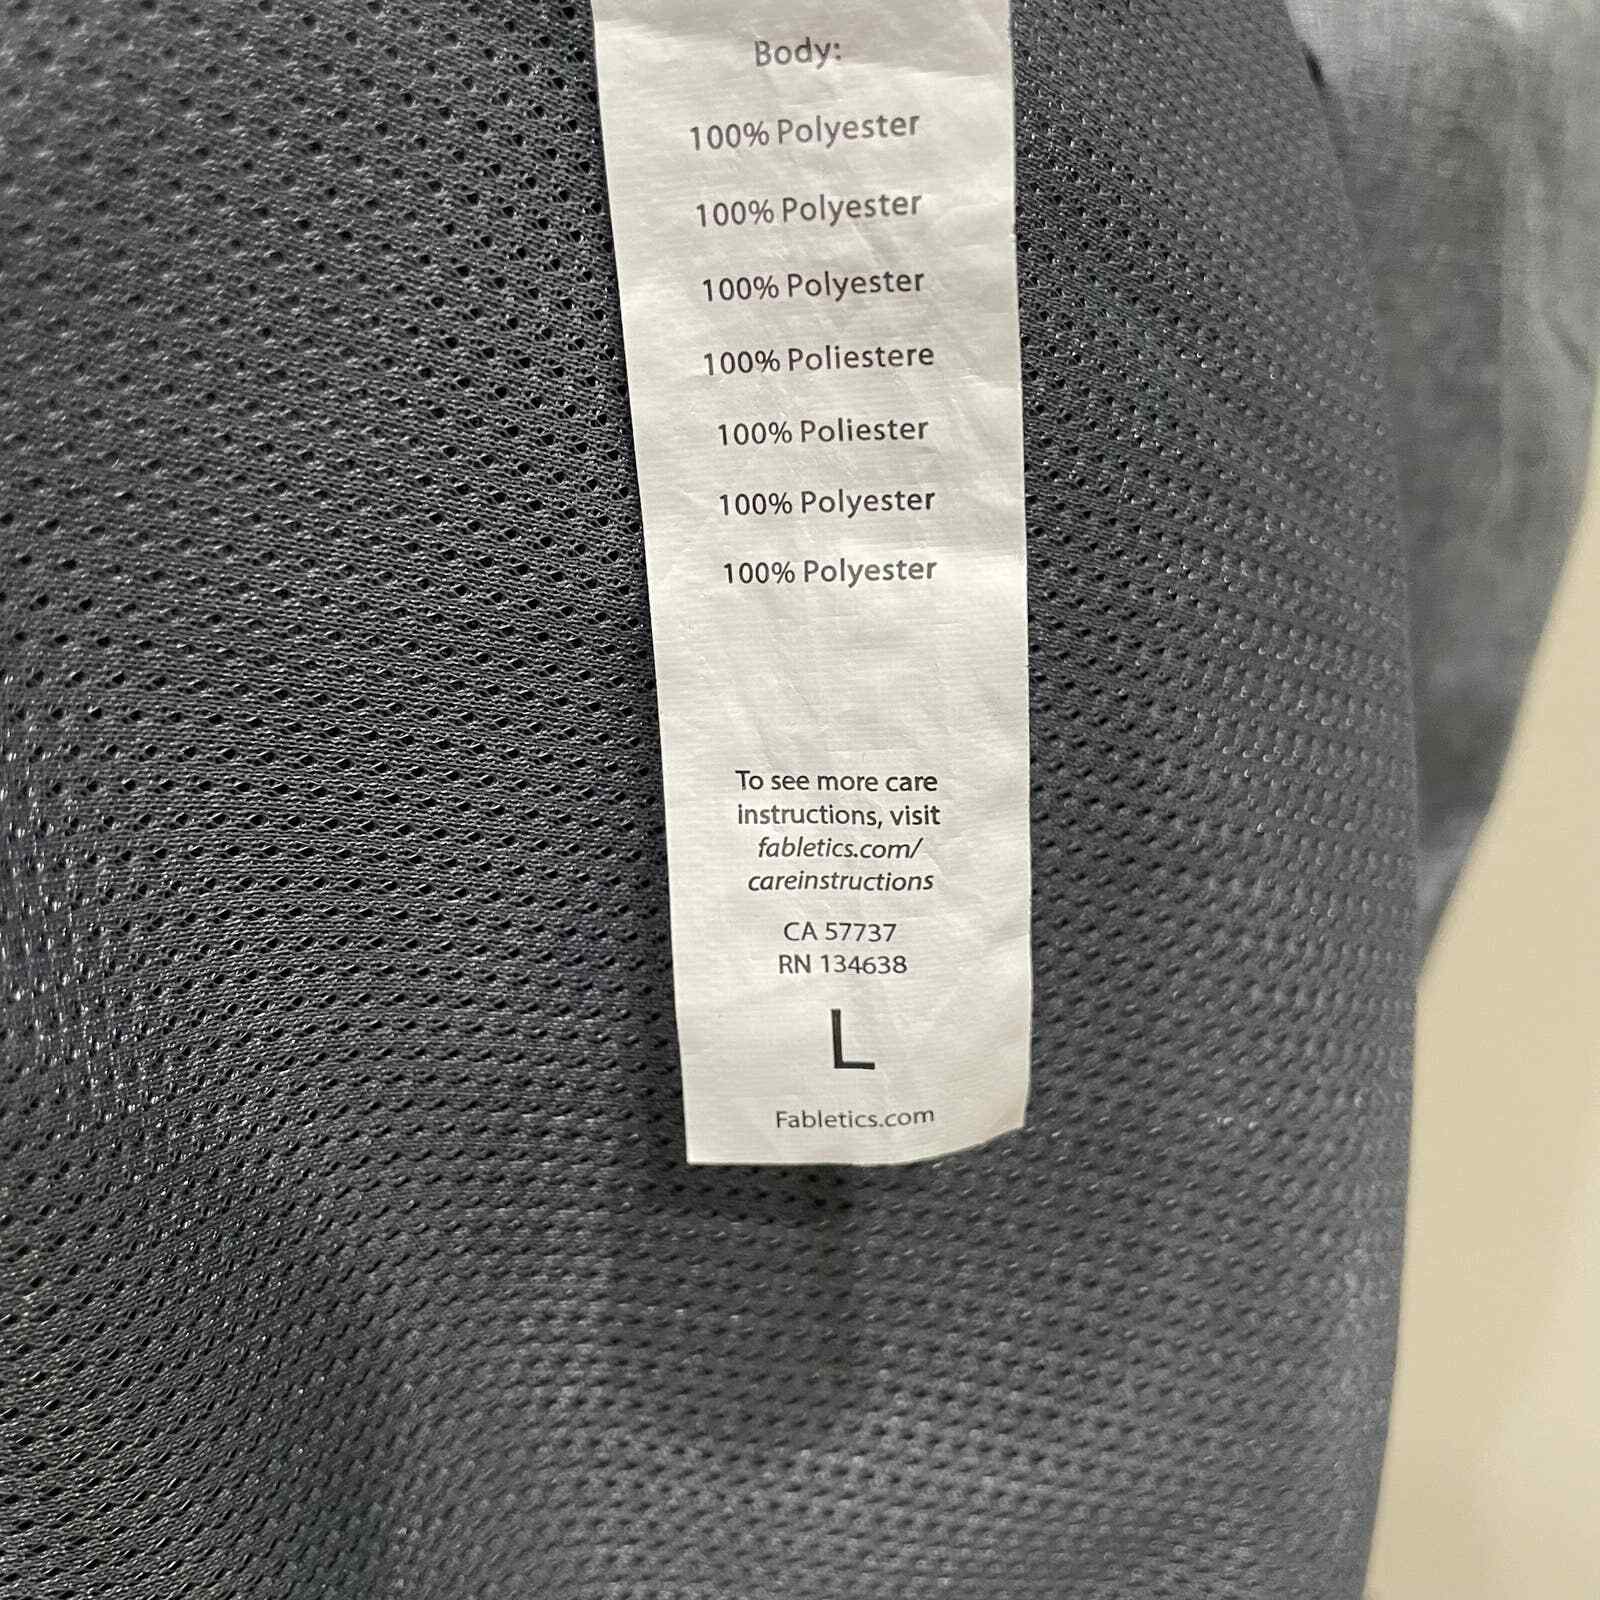 Body:
100% Polyester
100% Polyester
100% Polyester
100% Poliestere
100% Poliester
100% Polyester
100% Polyester
To see more care
instructions, visit
fabletics.com/
careinstructions
CA 57737
RN 134638
L
Fabletics.com